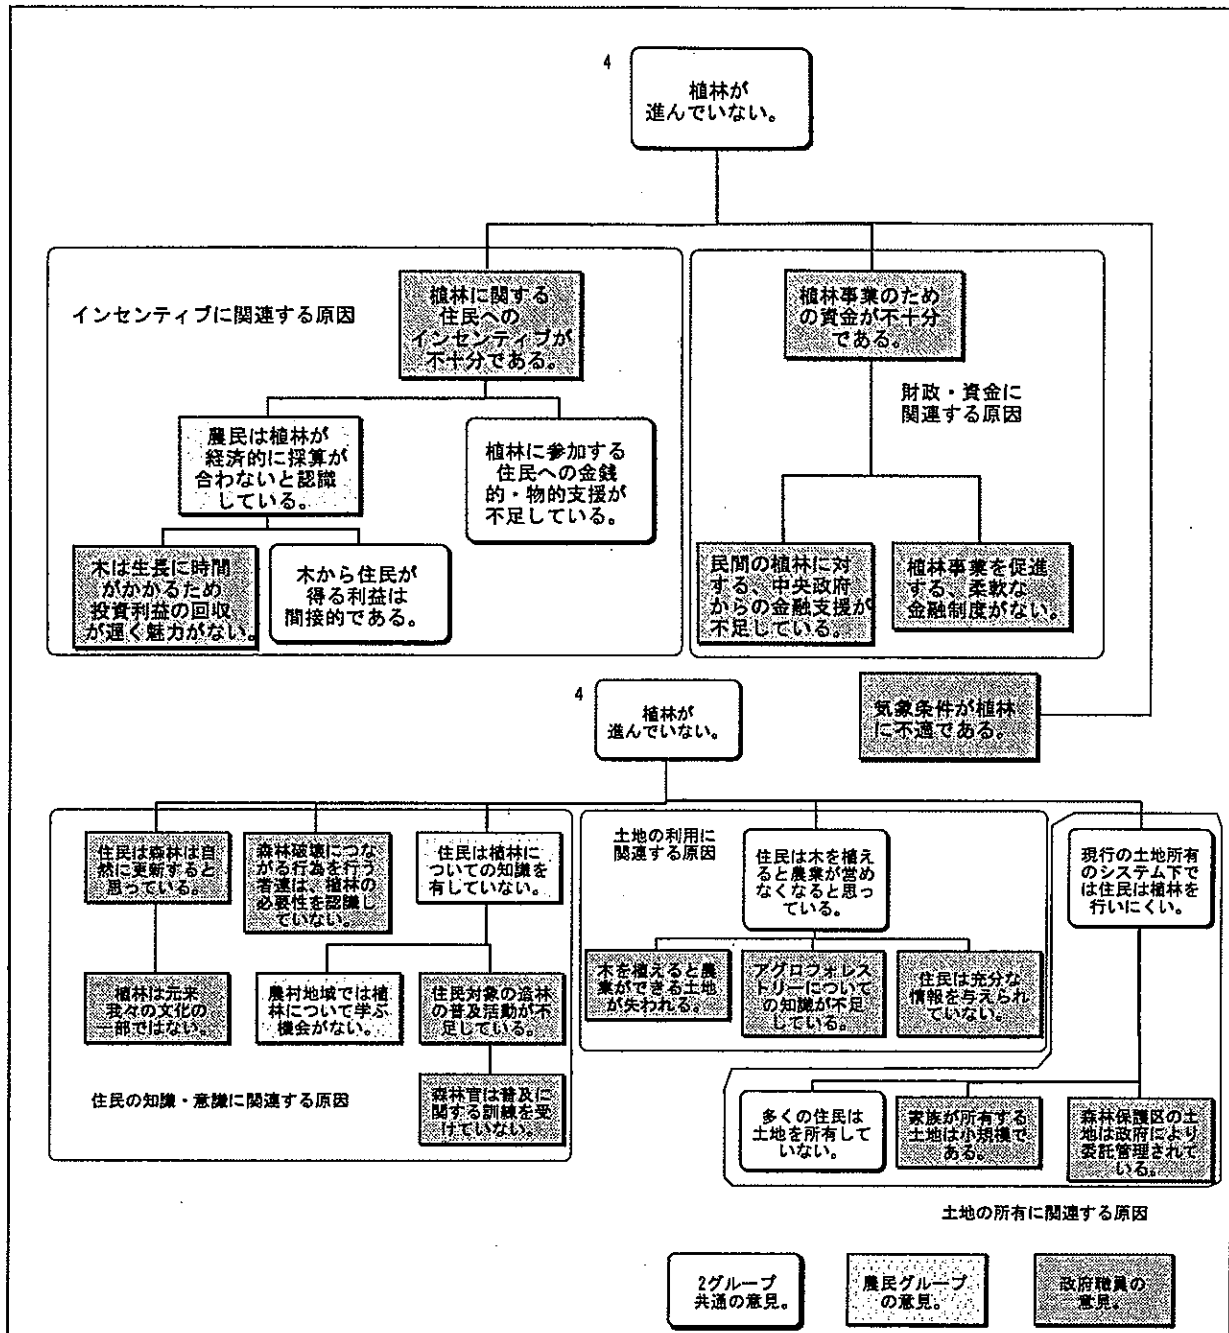 4
植林が
進んでいない。
インセンティブに関連する原因
植林に関する
住民への
インセンティブが
不十分である。
植林事業のため
の資金が不十分
である。
財政・資金に
関連する原因
農民は植林が
経済的に採算が
合わないと認識
している。
植林に参加する
住民への金銭
的・物的支援が
不足している。
木は生長に時間
がかかるため
投資利益の回収
が遅く魅力がない。
木から住民が
得る利益は
間接的である。
民間の植林に対
する、中央政府
からの金融支援が
不足している。
植林事業を促進
する、柔軟な
金融制度がない。
気象条件が植林
に不適である。
4
植林が
進んでいない。
住民は森林は自
然に更新すると
思っている。
森林破壊につな
がる行為を行う
者達は、植林の
必要性を認識し
ていない。
住民は植林につ
いての知識を
有していない。
土地の利用に
関連する原因
住民は木を植え
ると農業が営め
なくなると思っ
ている。
現行の土地所有
のシステム下で
は住民は植林を
行いにくい。
植林は元来
我々の文化の
一部ではない。
農村地域では植
林について学ぶ
機会がない。
住民対象の造林
の普及活動が不
足している。
木を植えると農
業ができる土地
が失われる。
アグロフォレス
トリーについて
の知識が不足
している。
住民は充分な
情報を与えられ
ていない。
住民の知識・意識に関連する原因
森林官は普及に
関する訓練を受
けていない。
多くの住民は
土地を所有して
いない。
家族が所有する
土地は小規模で
ある。
森林保護区の土
地は政府により
委託管理されて
いる。
土地の所有に関連する原因
2グループ
共通の意見。
農民グループ
の意見。
政府職員の
意見。